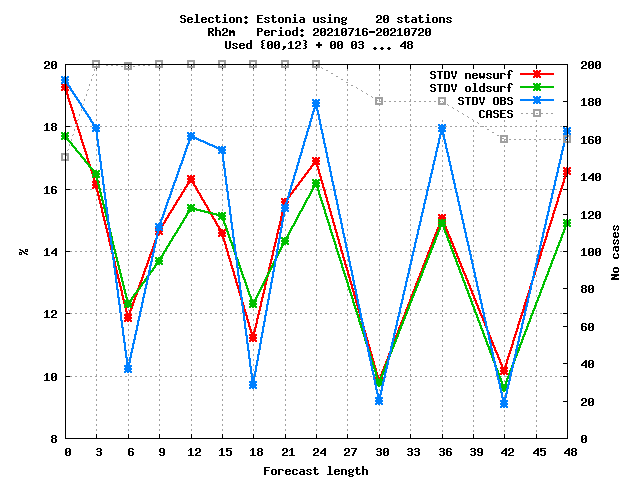 Selection: Estonia using    20 stations
Rh2m   Period: 20210716-20210720
Used {00,12} + 00 03 ... 48
STDV newsurf
STDV oldsurf
STDV OBS
CASES
20
18
16
14
12
10
8
%
200
180
160
140
120
100
80
60
40
20
0
No cases
0 3 6 9 12 15 18 21 24 27 30 33 36 39 42 45 48
Forecast length